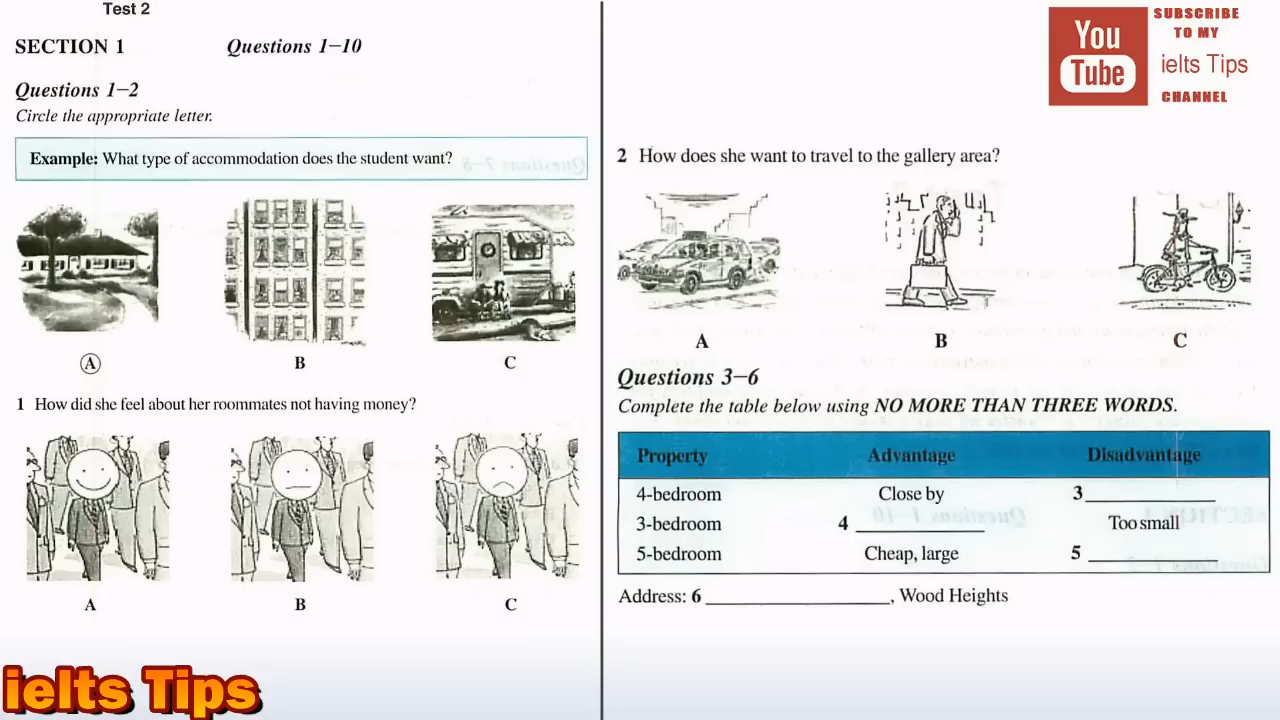 Test 2
SECTION 1 Questions 1–10
Questions 1–2
Circle the appropriate letter.
Example: What type of accommodation does the student want?
A B C
1 How did she feel about her roommates not having money?
A B C
ielts Tips
You Tube
SUBSCRIBE
TO MY
ielts Tips
CHANNEL
2 How does she want to travel to the gallery area?
A B C
Questions 3–6
Complete the table below using NO MORE THAN THREE WORDS.
Property Advantage Disadvantage
4-bedroom Close by 3 ____________
3-bedroom 4 ____________ Too small
5-bedroom Cheap, large 5 ____________
Address: 6 ________________, Wood Heights